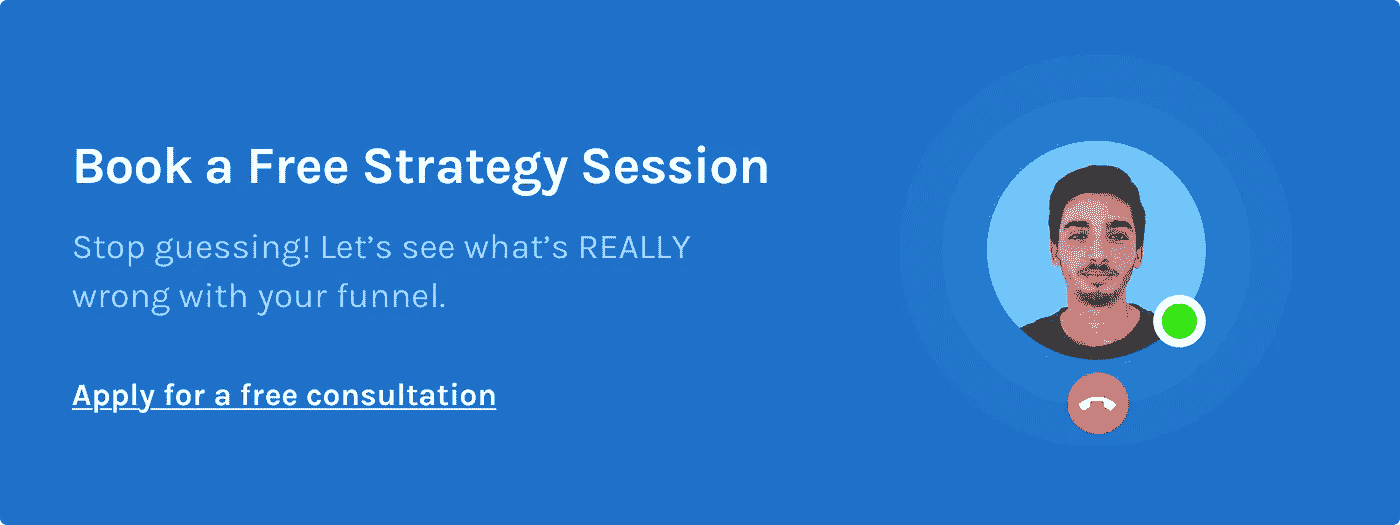 Book a Free Strategy Session
Stop guessing! Let’s see what’s REALLY
wrong with your funnel.
Apply for a free consultation